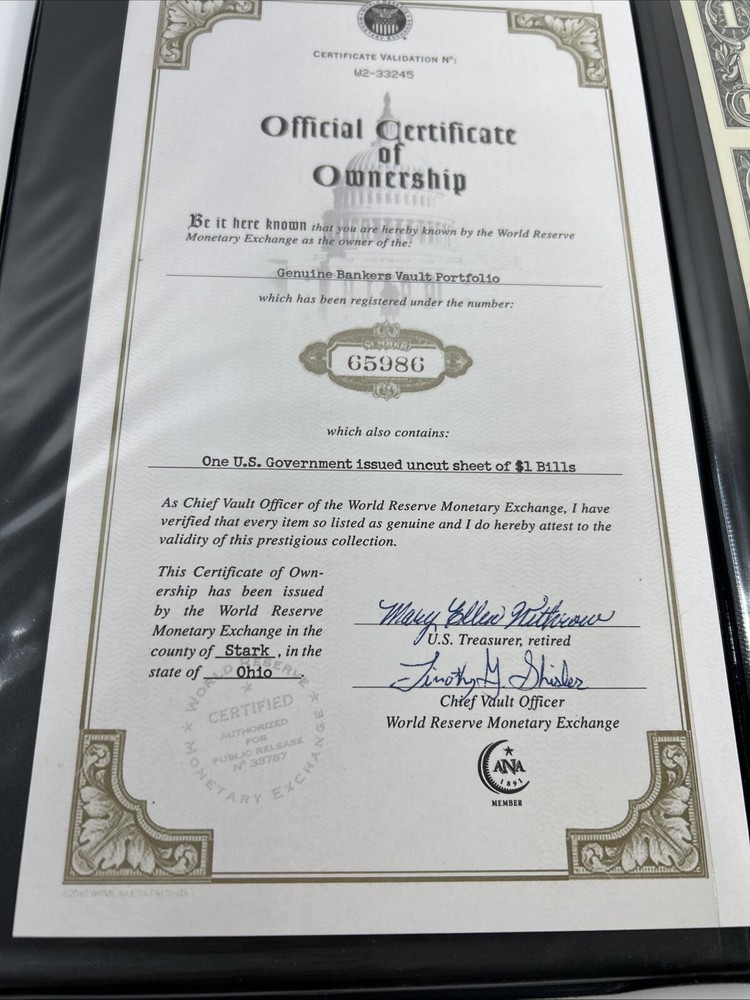 CERTIFICATE VALIDATION Nº:
W2-33245
Official Certificate
of
Ownership
Be it here known that you are hereby known by the World Reserve
Monetary Exchange as the owner of the:
Genuine Bankers Vault Portfolio
which has been registered under the number:
NUMBER
65986
which also contains:
One U.S. Government issued uncut sheet of $1 Bills
As Chief Vault Officer of the World Reserve Monetary Exchange, I have
verified that every item so listed as genuine and I do hereby attest to the
validity of this prestigious collection.
This Certificate of Own-
ership has been issued
by the World Reserve
Monetary Exchange in the
county of Stark, in the
state of Ohio.
Mary Ellen Withrow
U.S. Treasurer, retired
Timothy J. Shisler
Chief Vault Officer
World Reserve Monetary Exchange
WORLD RESERVE
MONETARY EXCHANGE
CERTIFIED
AUTHORIZED
FOR
PUBLIC RELEASE
Nº 33767
ANA
1891
MEMBER